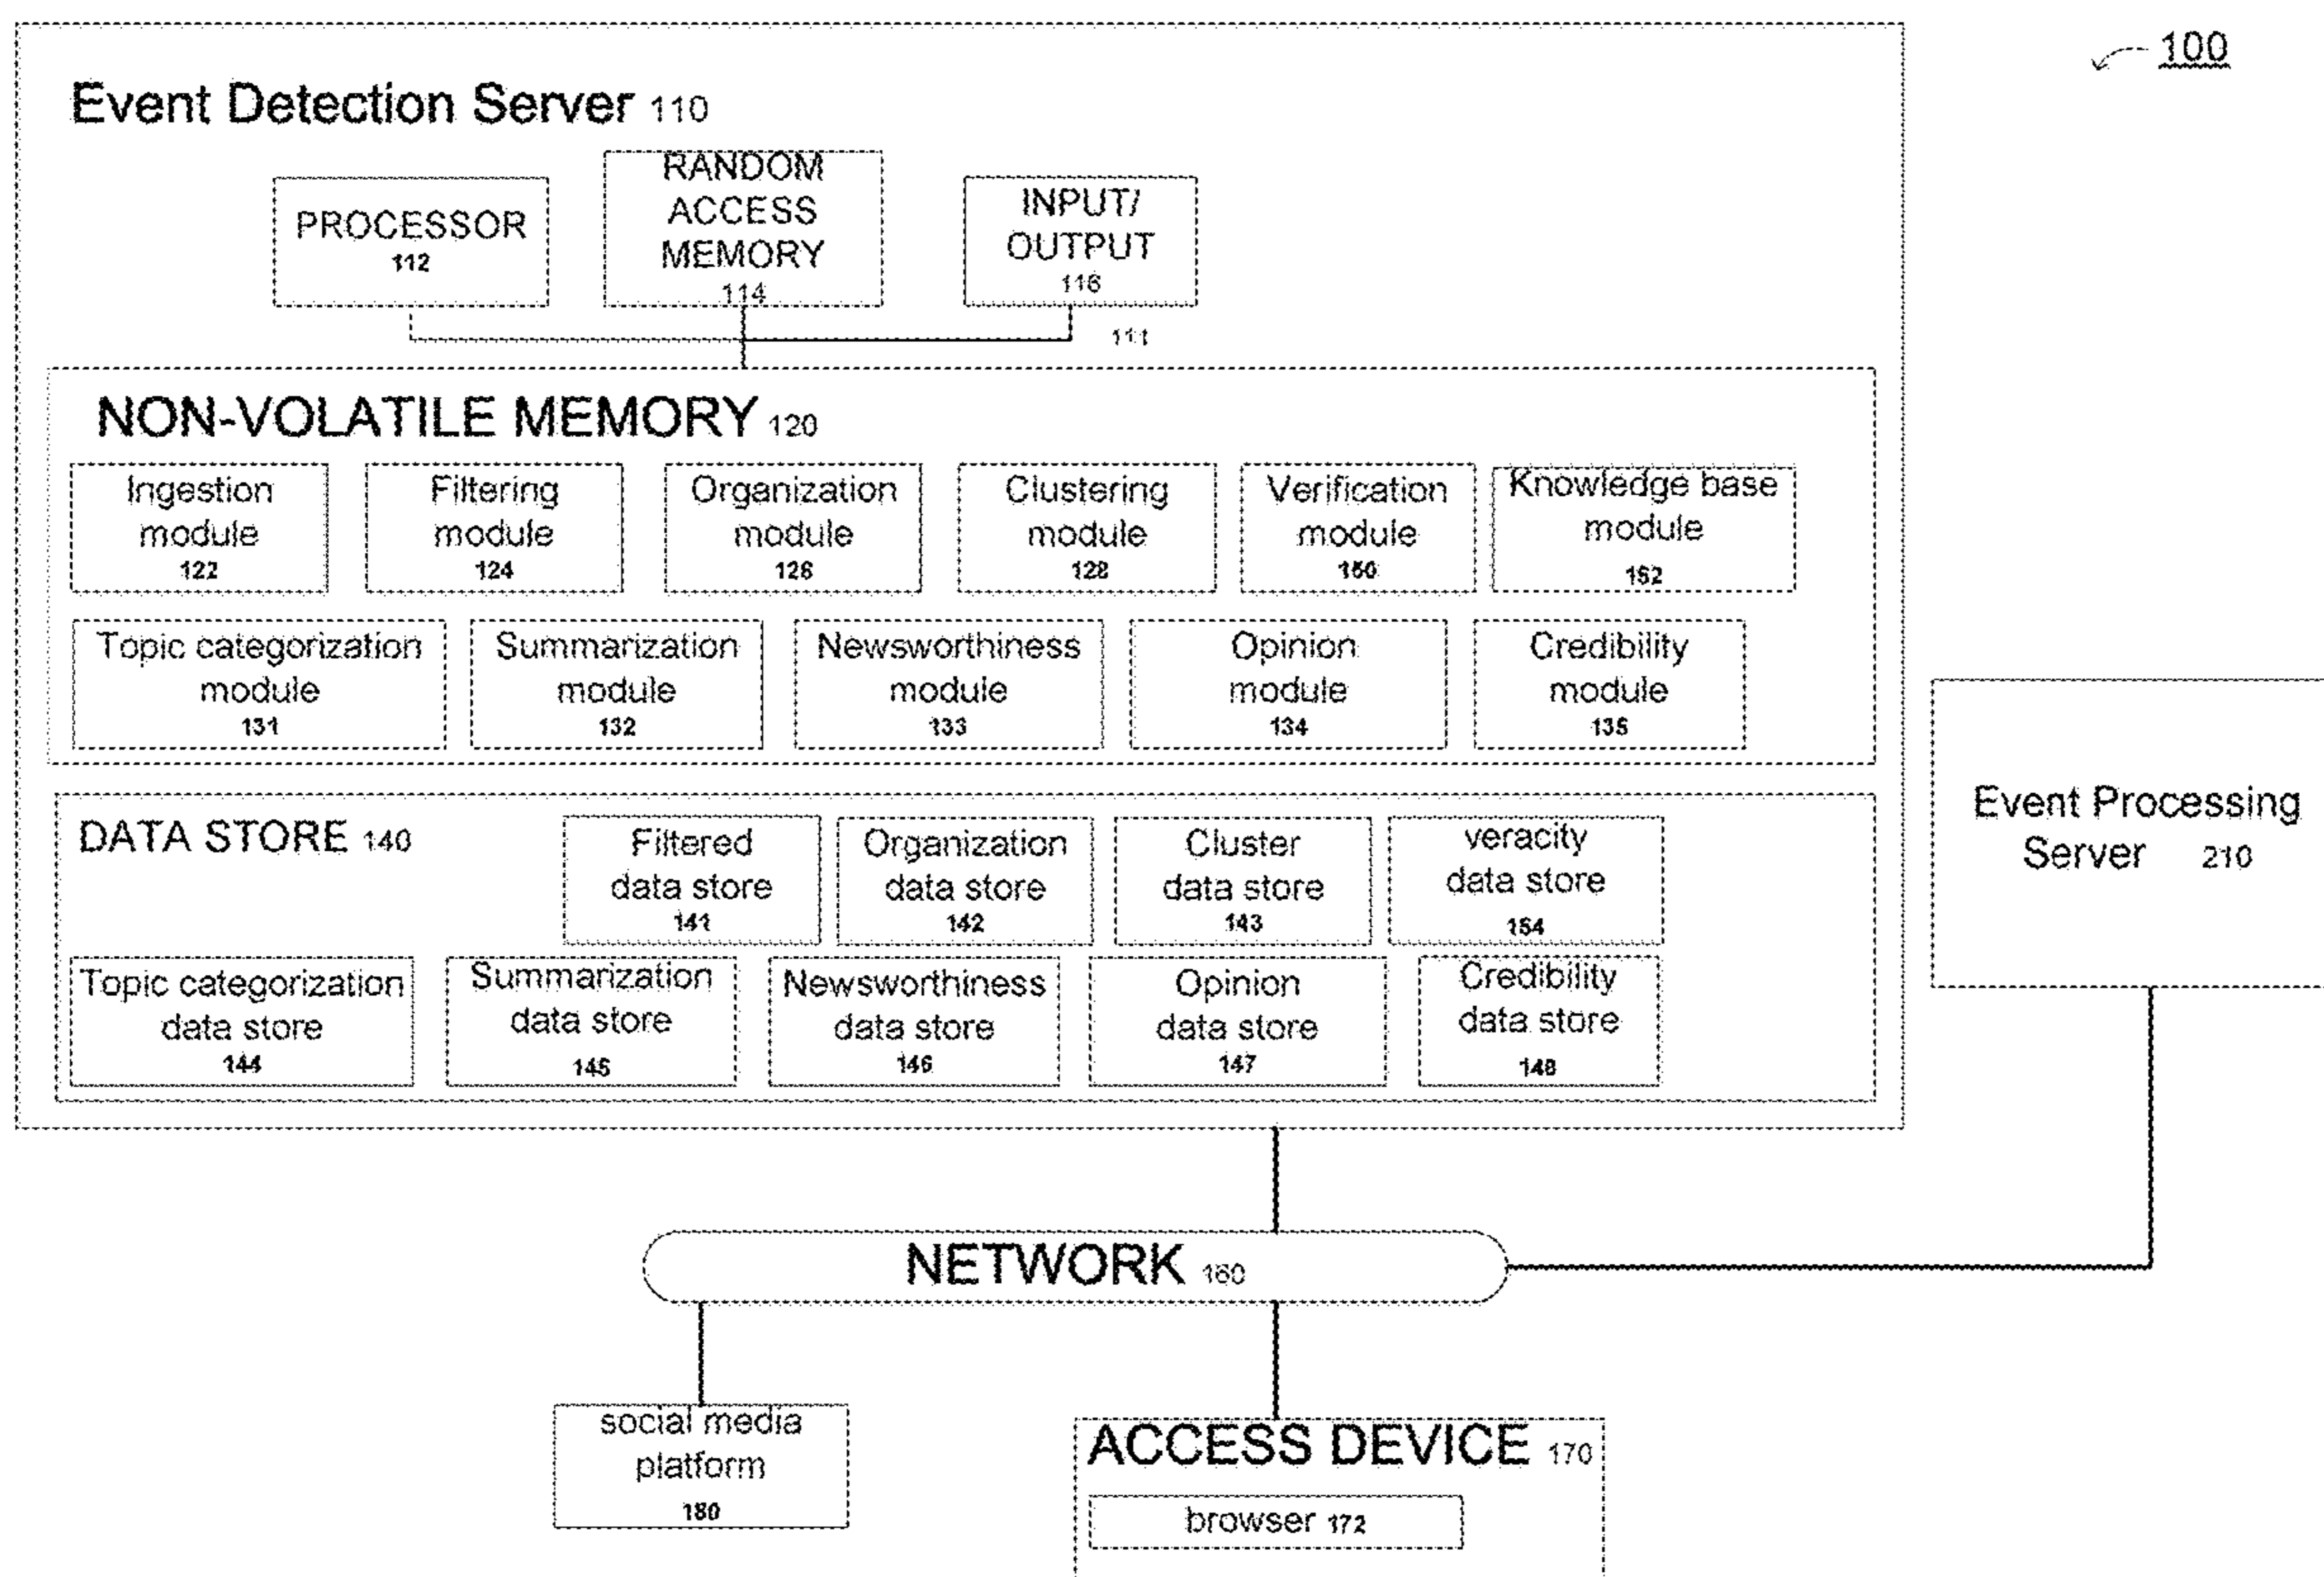 100
Event Detection Server 110
PROCESSOR
112
RANDOM
ACCESS
MEMORY
114
INPUT/
OUTPUT
116
111
NON-VOLATILE MEMORY 120
Ingestion
module
122
Filtering
module
124
Organization
module
126
Clustering
module
128
Verification
module
150
Knowledge base
module
152
Topic categorization
module
131
Summarization
module
132
Newsworthiness
module
133
Opinion
module
134
Credibility
module
135
Event Processing
Server 210
DATA STORE 140
Filtered
data store
141
Organization
data store
142
Cluster
data store
143
veracity
data store
154
Topic categorization
data store
144
Summarization
data store
145
Newsworthiness
data store
146
Opinion
data store
147
Credibility
data store
148
NETWORK 160
social media
platform
180
ACCESS DEVICE 170
browser 172